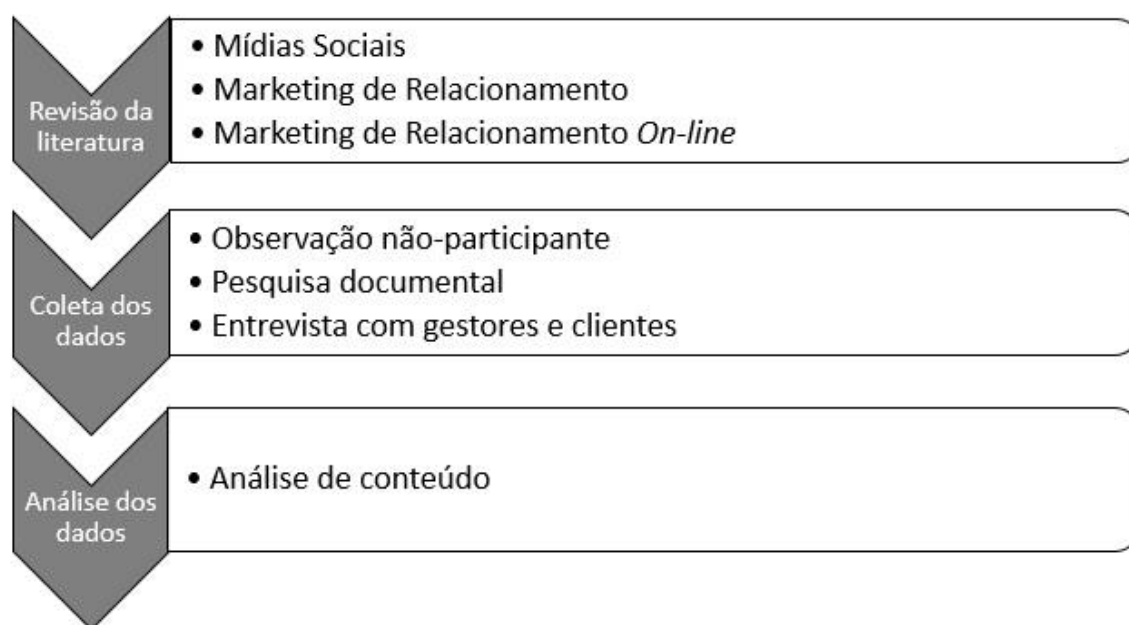 Revisão da
literatura
• Mídias Sociais
• Marketing de Relacionamento
• Marketing de Relacionamento On-line
Coleta dos
dados
• Observação não-participante
• Pesquisa documental
• Entrevista com gestores e clientes
Análise dos
dados
• Análise de conteúdo